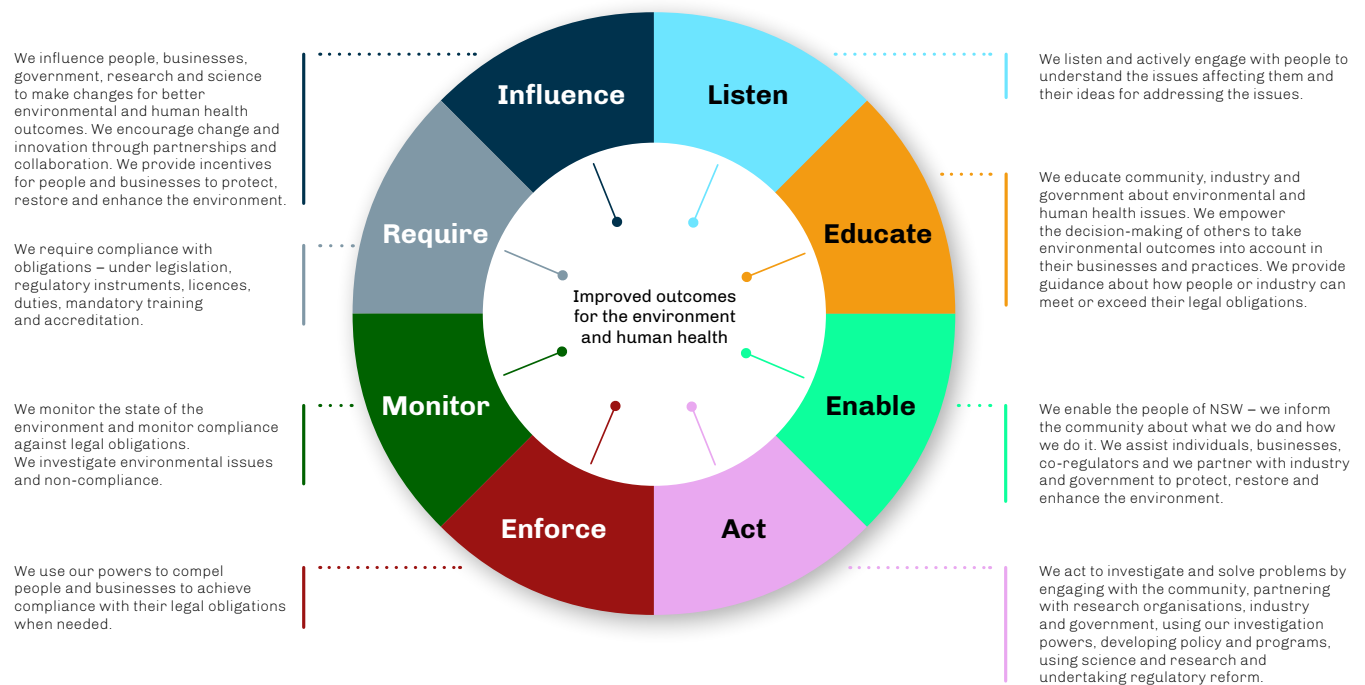 Influence
Listen
Educate
Enable
Act
Enforce
Monitor
Require
Improved outcomes
for the environment
and human health
We influence people, businesses,
government, research and science
to make changes for better
environmental and human health
outcomes. We encourage change and
innovation through partnerships and
collaboration. We provide incentives
for people and businesses to protect,
restore and enhance the environment.
We require compliance with
obligations – under legislation,
regulatory instruments, licences,
duties, mandatory training
and accreditation.
We monitor the state of the
environment and monitor compliance
against legal obligations.
We investigate environmental issues
and non-compliance.
We use our powers to compel
people and businesses to achieve
compliance with their legal obligations
when needed.
We listen and actively engage with people to
understand the issues affecting them and
their ideas for addressing the issues.
We educate community, industry and
government about environmental and
human health issues. We empower
the decision-making of others to take
environmental outcomes into account in
their businesses and practices. We provide
guidance about how people or industry can
meet or exceed their legal obligations.
We enable the people of NSW – we inform
the community about what we do and how
we do it. We assist individuals, businesses,
co-regulators and we partner with industry
and government to protect, restore and
enhance the environment.
We act to investigate and solve problems by
engaging with the community, partnering
with research organisations, industry
and government, using our investigation
powers, developing policy and programs,
using science and research and
undertaking regulatory reform.